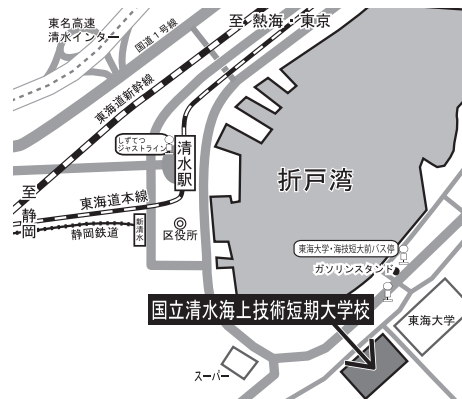 東名高速
清水インター
国道1号線
至・熱海・東京
東海道新幹線
しずてつ
ジャストライン
清水駅
折戸湾
至
静
岡
東海道本線
静岡鉄道
新清水
区役所
東海大学・海技短大前バス停
ガソリンスタンド
国立清水海上技術短期大学校
東海大学
スーパー